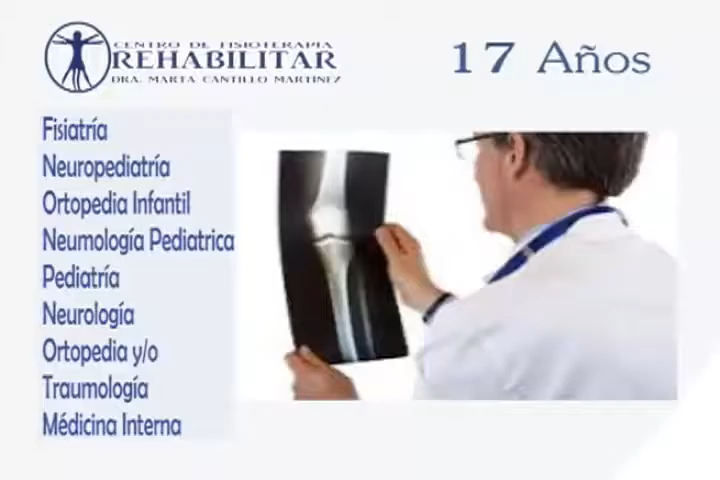 CENTRO DE FISIOTERAPIA
REHABILITAR
DRA. MARTA CANTILLO MARTINEZ
17 Años
Fisiatría
Neuropediatría
Ortopedia Infantil
Neumología Pediatrica
Pediatría
Neurología
Ortopedia y/o
Traumología
Médicina Interna